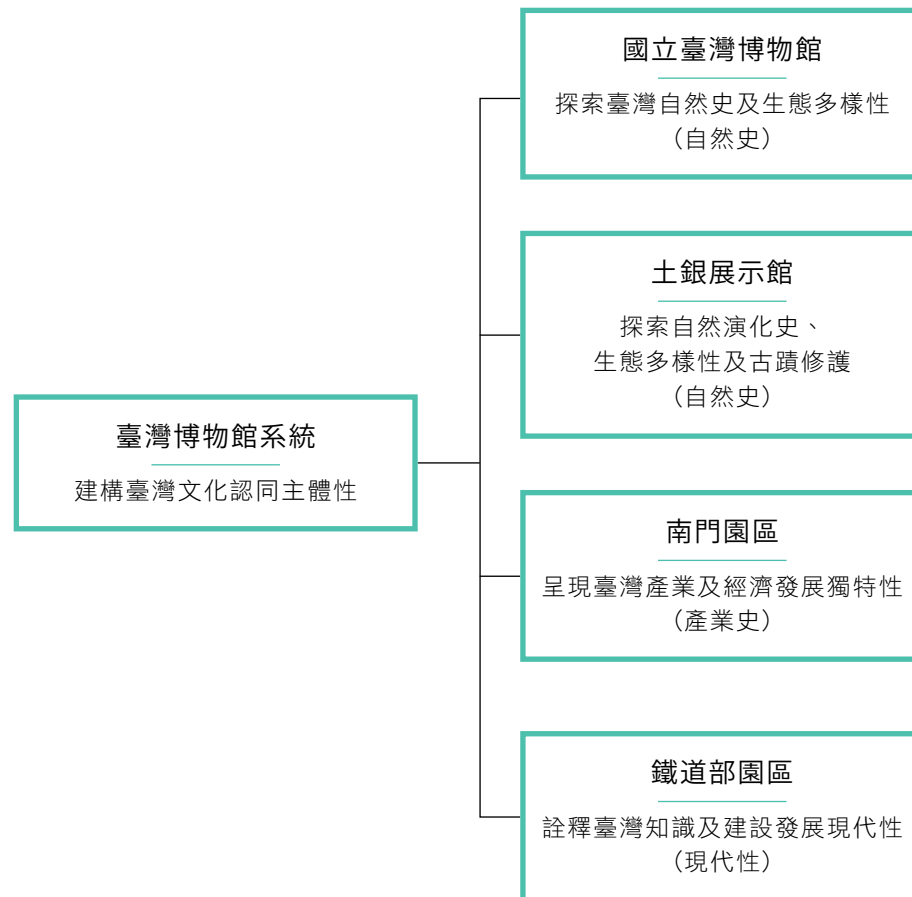 國立臺灣博物館
探索臺灣自然史及生態多樣性
（自然史）
土銀展示館
探索自然演化史、
生態多樣性及古蹟修護
（自然史）
臺灣博物館系統
建構臺灣文化認同主體性
南門園區
呈現臺灣產業及經濟發展獨特性
（產業史）
鐵道部園區
詮釋臺灣知識及建設發展現代性
（現代性）